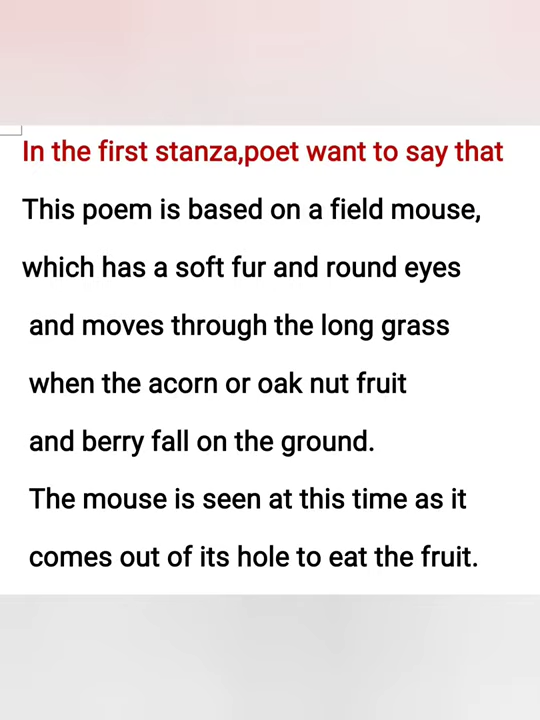 In the first stanza,poet want to say that
This poem is based on a field mouse,
which has a soft fur and round eyes
and moves through the long grass
when the acorn or oak nut fruit
and berry fall on the ground.
The mouse is seen at this time as it
comes out of its hole to eat the fruit.